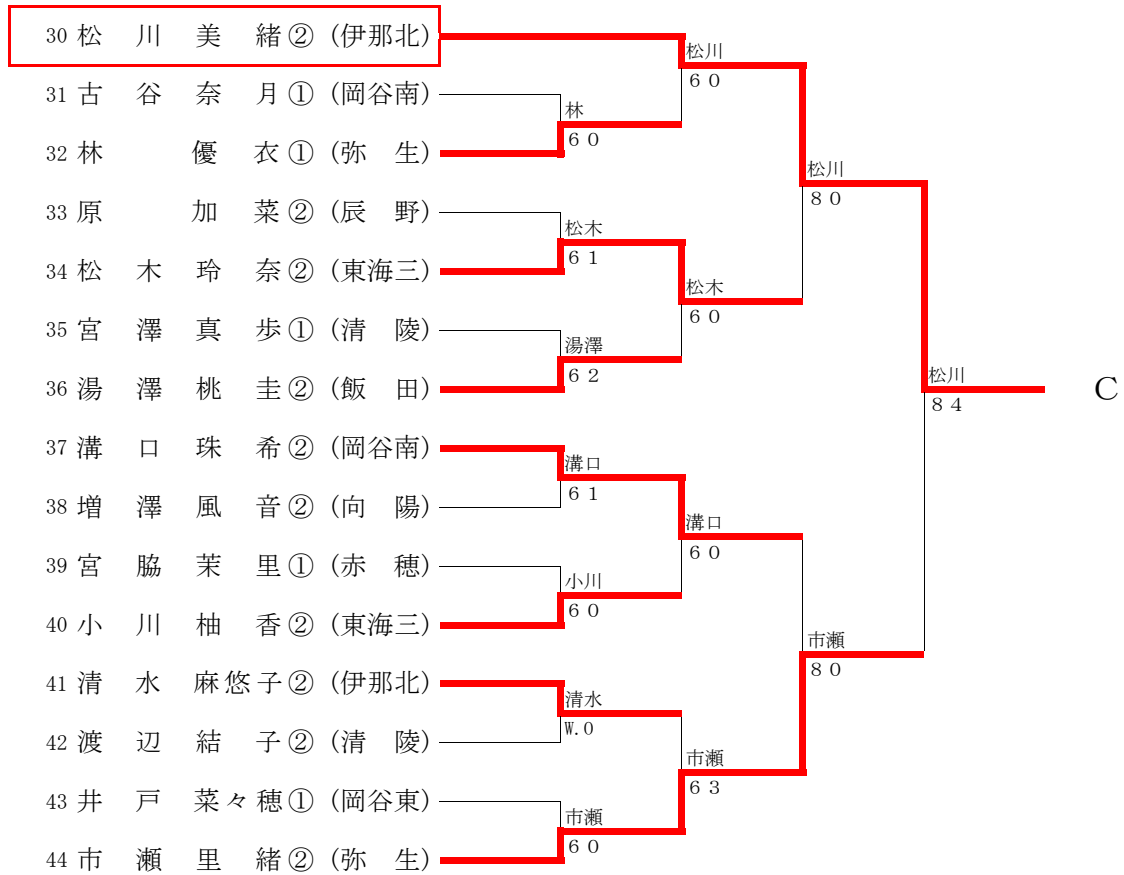 30 松川美緒② (伊那北)
松川
６０
31 古谷奈月① (岡谷南)
林
６０
32 林 優衣① (弥 生)
松川
８０
33 原 加菜② (辰 野)
松木
６１
34 松木玲奈② (東海三)
松木
６０
35 宮澤真歩① (清 陵)
湯澤
６２
36 湯澤桃圭② (飯 田)
松川
８４
C
37 溝口珠希② (岡谷南)
溝口
６１
38 増澤風音② (向 陽)
溝口
６０
39 宮脇茉里① (赤 穂)
小川
６０
40 小川柚香② (東海三)
市瀬
８０
41 清水麻悠子② (伊那北)
清水
W.O
42 渡辺結子② (清 陵)
市瀬
６３
43 井戸菜々穂① (岡谷東)
市瀬
６０
44 市瀬里緒② (弥 生)